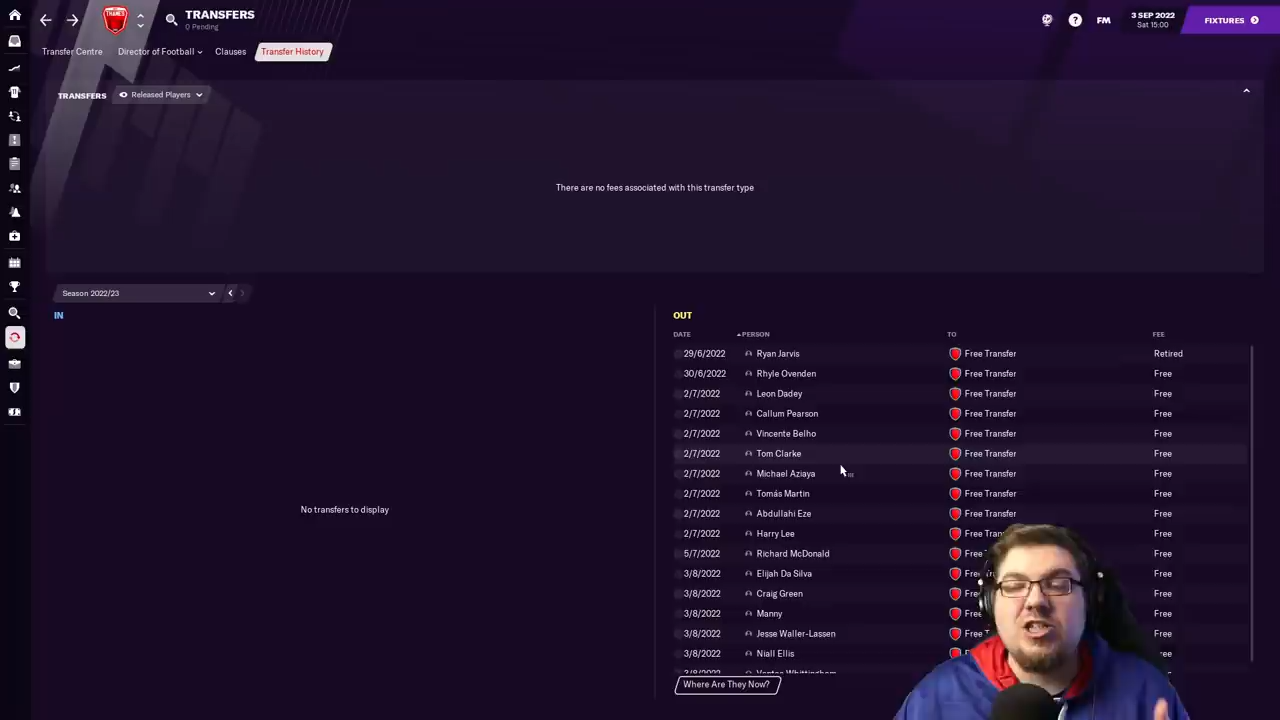 TRANSFERS
0 Pending
FM
3 SEP 2022
Sat 15:00
FIXTURES
Transfer Centre
Director of Football
Clauses
Transfer History
TRANSFERS
Released Players
There are no fees associated with this transfer type
Season 2022/23
IN
No transfers to display
OUT
DATE PERSON TO FEE
29/6/2022 Ryan Jarvis Free Transfer Retired
30/6/2022 Rhyle Ovenden Free Transfer Free
2/7/2022 Leon Dadey Free Transfer Free
2/7/2022 Callum Pearson Free Transfer Free
2/7/2022 Vincente Belho Free Transfer Free
2/7/2022 Tom Clarke Free Transfer Free
2/7/2022 Michael Aziaya Free Transfer Free
2/7/2022 Tomás Martin Free Transfer Free
2/7/2022 Abdullahi Eze Free Transfer Free
2/7/2022 Harry Lee Free Free
5/7/2022 Richard McDonald Free
3/8/2022 Elijah Da Silva Free
3/8/2022 Craig Green Free
3/8/2022 Manny Free
3/8/2022 Jesse Waller-Lassen Free
3/8/2022 Niall Ellis Free
Where Are They Now?